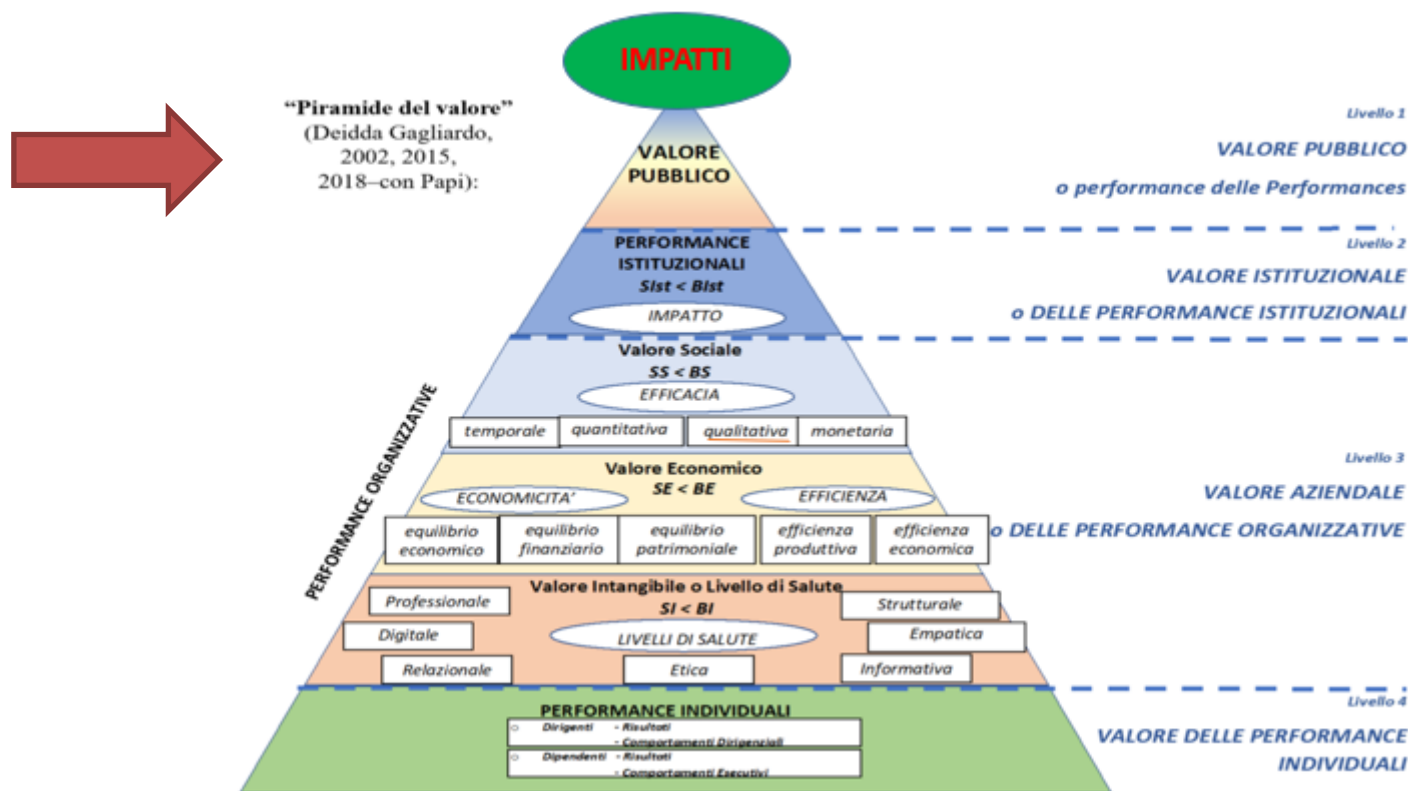 IMPATTI
“Piramide del valore”
(Deidda Gagliardo,
2002, 2015,
2018–con Papi):
Livello 1
VALORE PUBBLICO
o performance delle Performances
VALORE
PUBBLICO
Livello 2
VALORE ISTITUZIONALE
o DELLE PERFORMANCE ISTITUZIONALI
PERFORMANCE
ISTITUZIONALI
SIst < BIst
IMPATTO
PERFORMANCE ORGANIZZATIVE
Valore Sociale
SS < BS
EFFICACIA
temporale
quantitativa
qualitativa
monetaria
Livello 3
VALORE AZIENDALE
o DELLE PERFORMANCE ORGANIZZATIVE
Valore Economico
SE < BE
ECONOMICITA’
EFFICIENZA
equilibrio
economico
equilibrio
finanziario
equilibrio
patrimoniale
efficienza
produttiva
efficienza
economica
Valore Intangibile o Livello di Salute
SI < BI
LIVELLI DI SALUTE
Professionale
Strutturale
Digitale
Empatica
Relazionale
Etica
Informativa
Livello 4
VALORE DELLE PERFORMANCE
INDIVIDUALI
PERFORMANCE INDIVIDUALI
o Dirigenti - Risultati
- Comportamenti Dirigenziali
o Dipendenti - Risultati
- Comportamenti Esecutivi